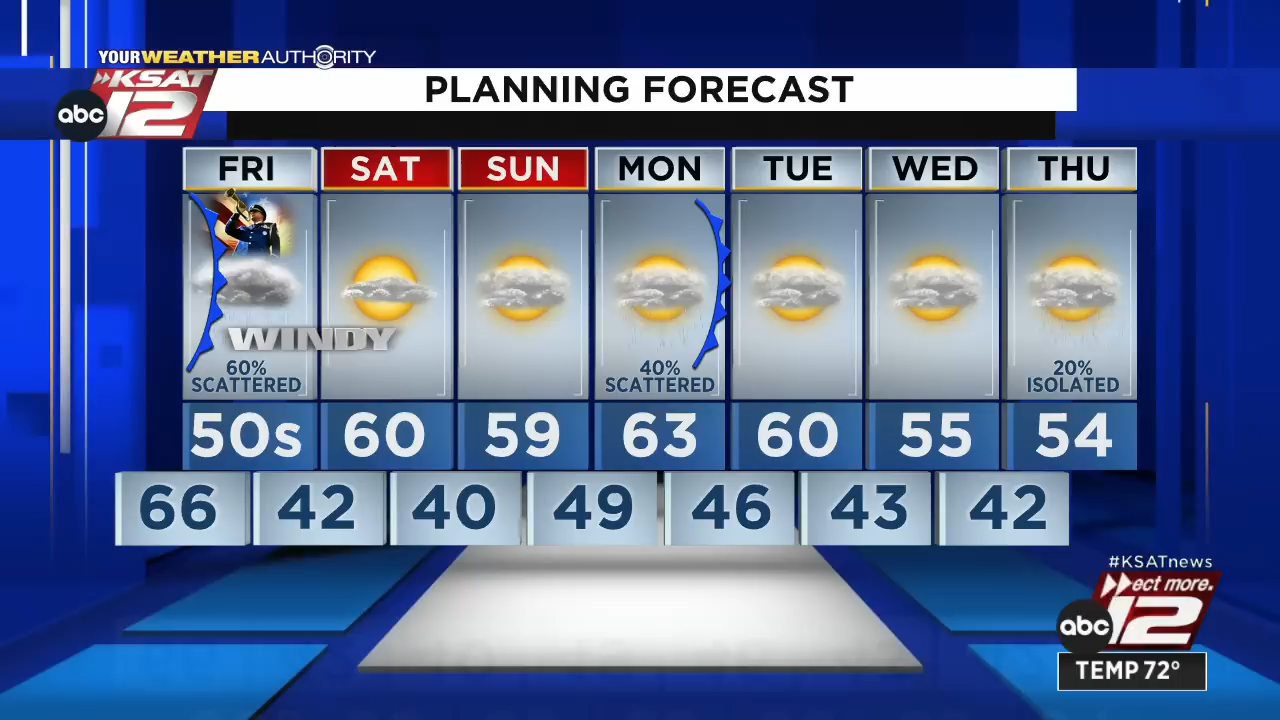 YOUR WEATHER AUTHORITY
KSAT
abc 12
PLANNING FORECAST
FRI SAT SUN MON TUE WED THU
WINDY
60% 40% 20%
SCATTERED SCATTERED ISOLATED
50s 60 59 63 60 55 54
66 42 40 49 46 43 42
#KSATnews
ect more.
abc 12
TEMP 72°